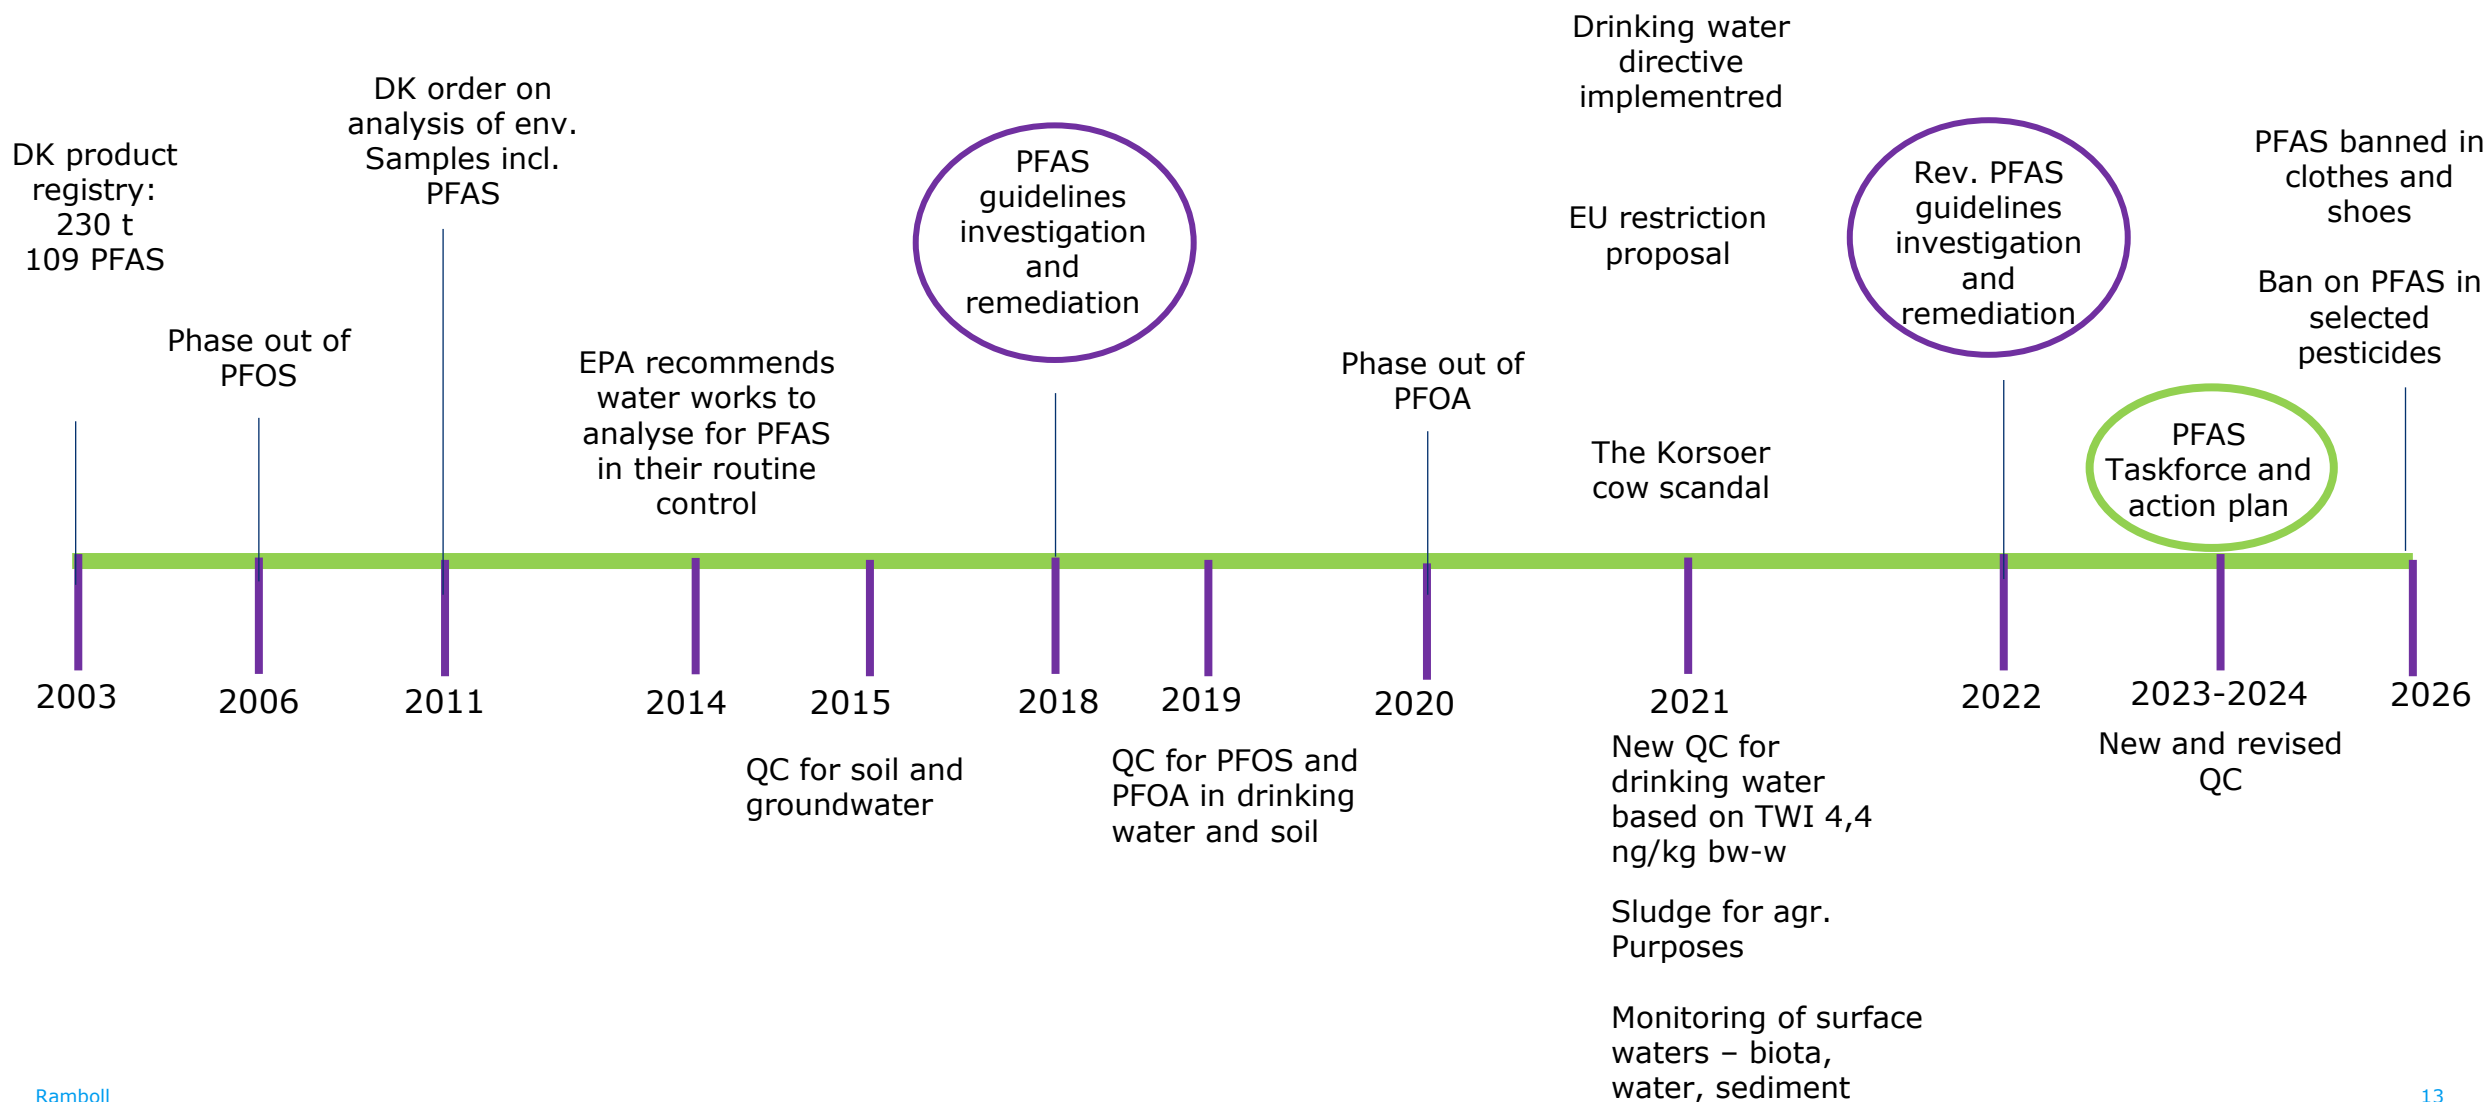 DK product
registry:
230 t
109 PFAS
Phase out of
PFOS
DK order on
analysis of env.
Samples incl.
PFAS
EPA recommends
water works to
analyse for PFAS
in their routine
control
PFAS
guidelines
investigation
and
remediation
Phase out of
PFOA
Drinking water
directive
implementred
EU restriction
proposal
The Korsoer
cow scandal
Rev. PFAS
guidelines
investigation
and
remediation
PFAS
Taskforce and
action plan
PFAS banned in
clothes and
shoes
Ban on PFAS in
selected
pesticides
2003
2006
2011
2014
2015
2018
2019
2020
2021
2022
2023-2024
2026
QC for soil and
groundwater
QC for PFOS and
PFOA in drinking
water and soil
New QC for
drinking water
based on TWI 4,4
ng/kg bw-w
Sludge for agr.
Purposes
Monitoring of surface
waters – biota,
water, sediment
New and revised
QC
Ramboll
13